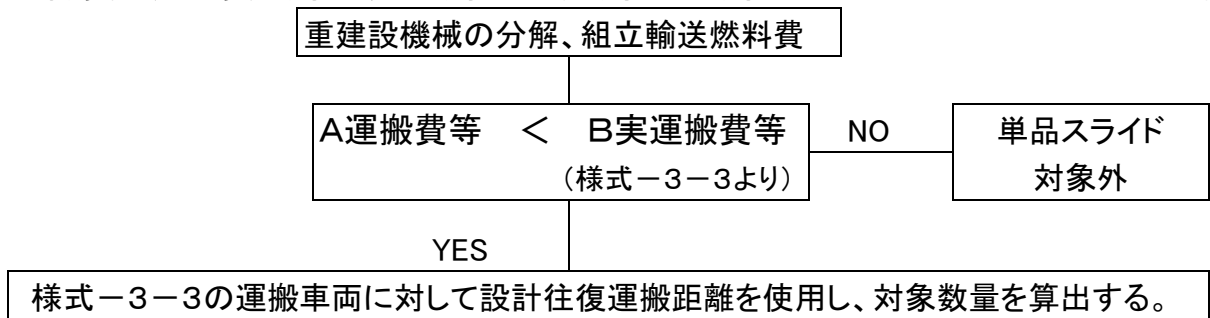 重建設機械の分解、組立輸送燃料費
A運搬費等 < B実運搬費等
(様式-3-3より)
NO
単品スライド
対象外
YES
様式-3-3の運搬車両に対して設計往復運搬距離を使用し、対象数量を算出する。